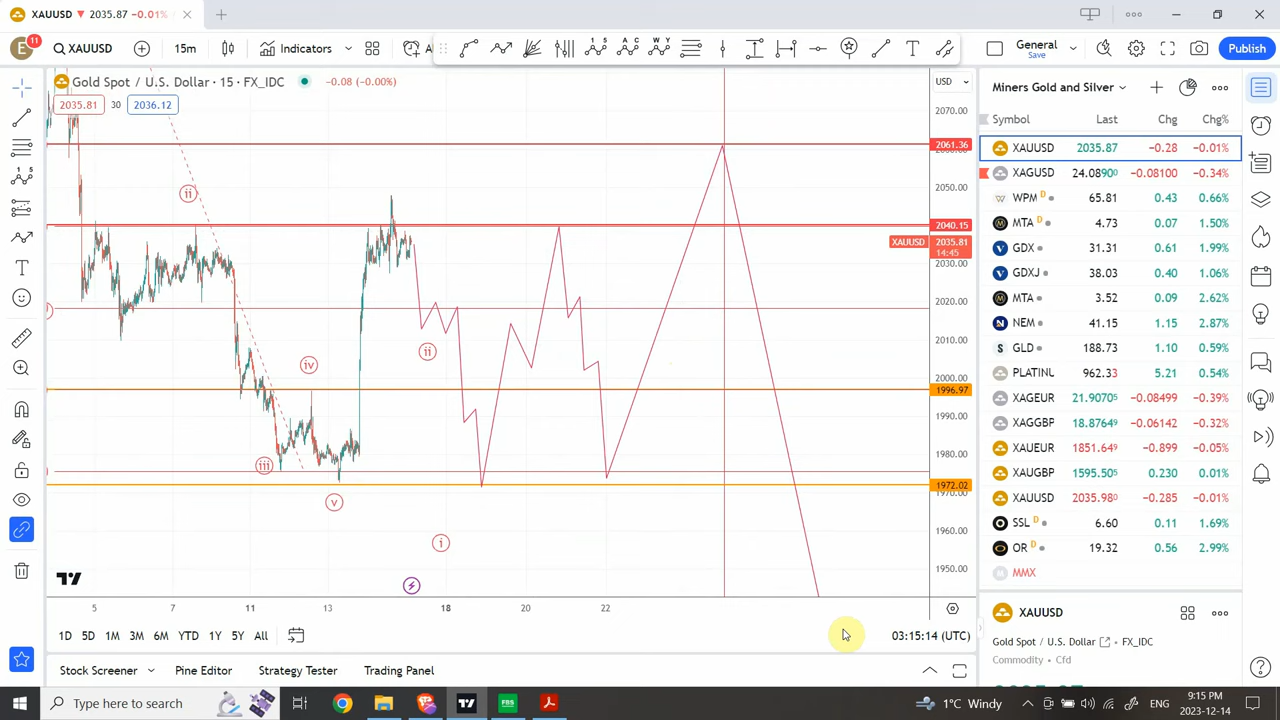 XAUUSD ▼ 2035.87 −0.01%
E 11 XAUUSD 15m Indicators General Save Publish
Gold Spot / U.S. Dollar · 15 · FX_IDC −0.08 (−0.00%)
2035.81 30 2036.12
USD
2070.00
2061.36
2050.00
2040.15
XAUUSD 2035.81
14:45
2030.00
2020.00
2010.00
2000.00
1996.97
1990.00
1980.00
1972.02
1970.00
1960.00
1950.00
ii
iv
iii
v
ii
i
5 7 11 13 18 20 22
1D 5D 1M 3M 6M YTD 1Y 5Y All
03:15:14 (UTC)
Stock Screener Pine Editor Strategy Tester Trading Panel
Miners Gold and Silver
Symbol Last Chg Chg%
XAUUSD 2035.87 −0.28 −0.01%
XAGUSD 24.08900 −0.08100 −0.34%
WPM D 65.81 0.43 0.66%
MTA D 4.73 0.07 1.50%
GDX 31.31 0.61 1.99%
GDXJ 38.03 0.40 1.06%
MTA 3.52 0.09 2.62%
NEM 41.15 1.15 2.87%
GLD 188.73 1.10 0.59%
PLATINU 962.33 5.21 0.54%
XAGEUR 21.90705 −0.08499 −0.39%
XAGGBP 18.87649 −0.06142 −0.32%
XAUEUR 1851.649 −0.899 −0.05%
XAUGBP 1595.505 0.230 0.01%
XAUUSD 2035.980 −0.285 −0.01%
SSL D 6.60 0.11 1.69%
OR D 19.32 0.56 2.99%
MMX
XAUUSD
Gold Spot / U.S. Dollar • FX_IDC
Commodity • Cfd
Type here to search
FBS
1°C Windy
ENG
9:15 PM
2023-12-14